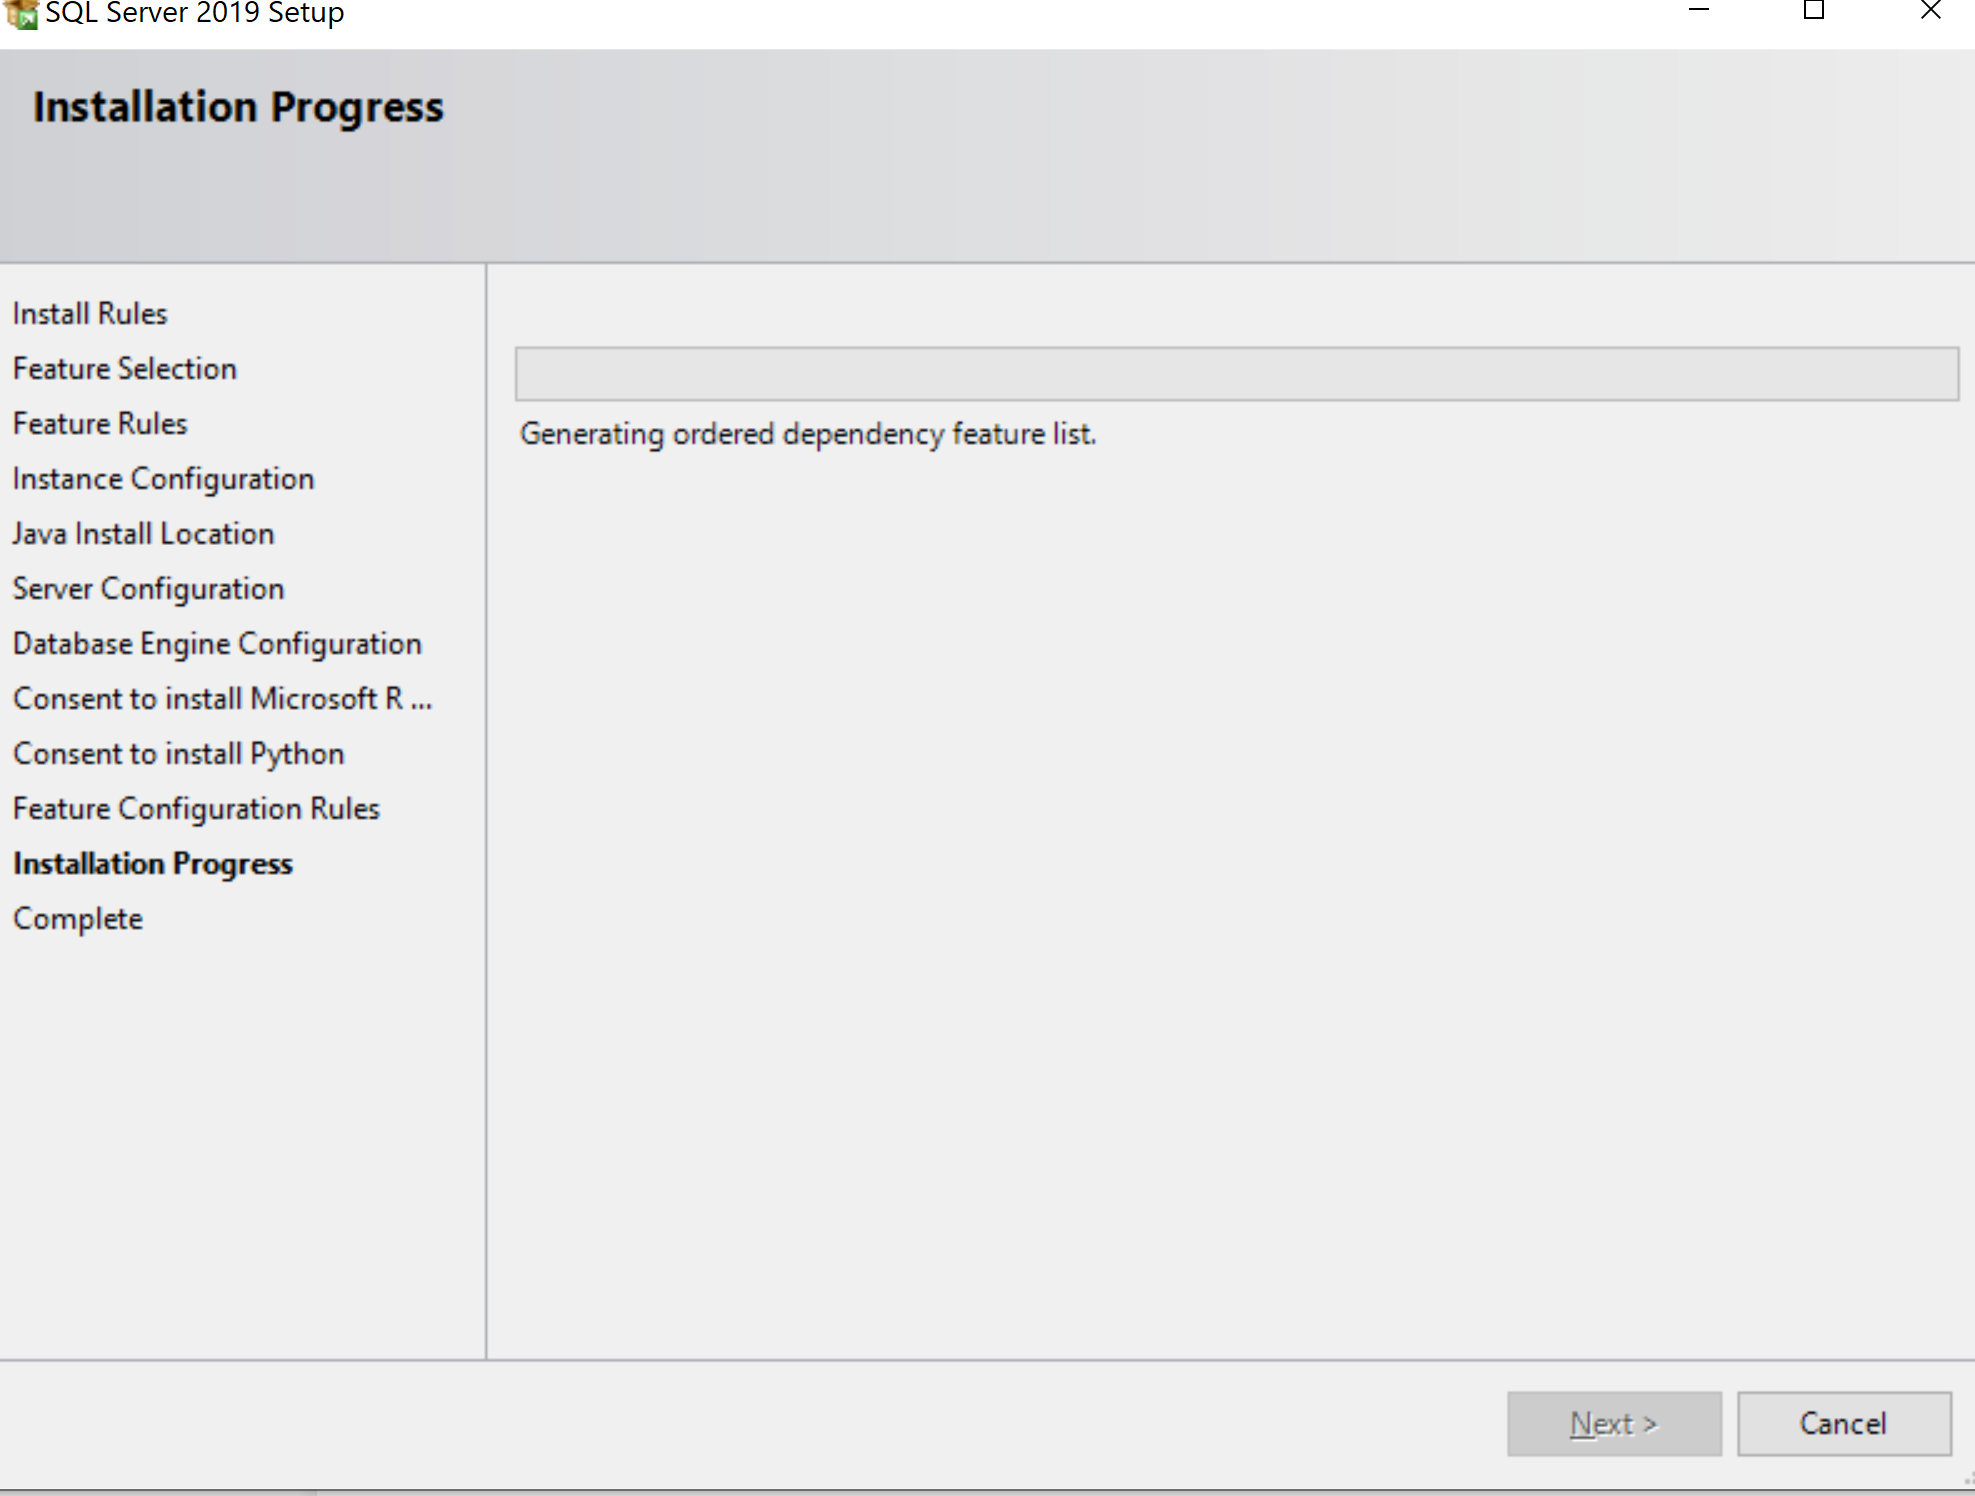 SQL Server 2019 Setup
Installation Progress
Install Rules
Feature Selection
Feature Rules
Instance Configuration
Java Install Location
Server Configuration
Database Engine Configuration
Consent to install Microsoft R ...
Consent to install Python
Feature Configuration Rules
Installation Progress
Complete
Generating ordered dependency feature list.
Next >
Cancel